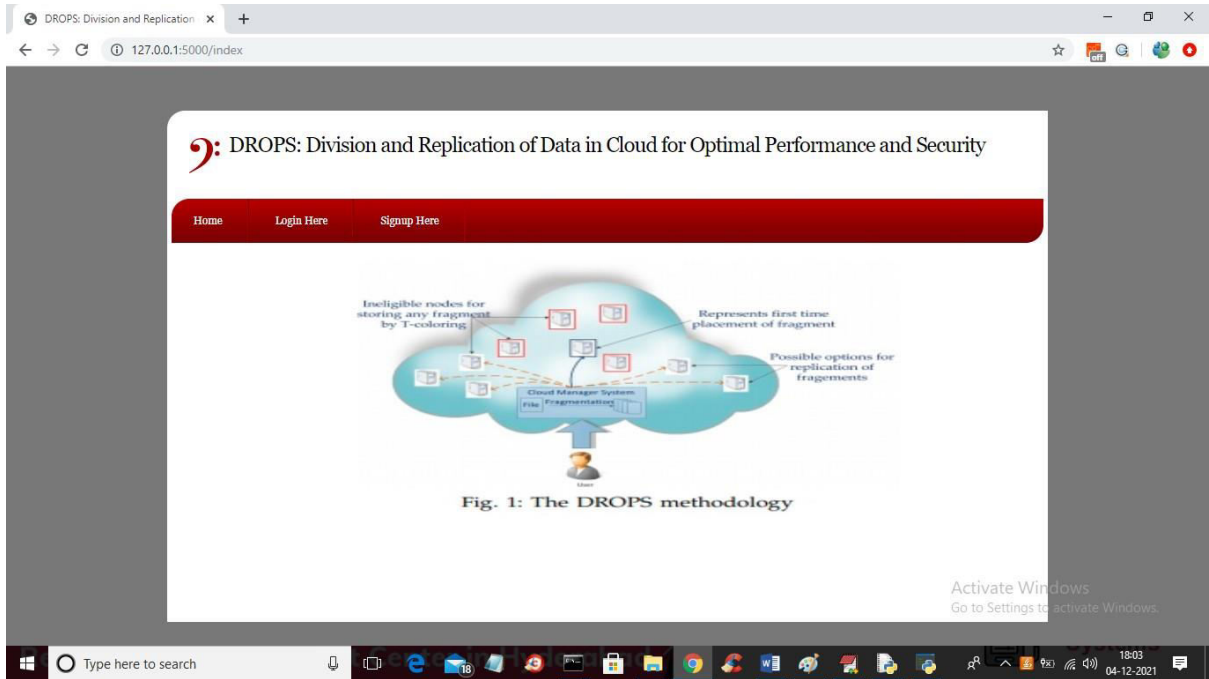 DROPS: Division and Replication
127.0.0.1:5000/index
off
DROPS: Division and Replication of Data in Cloud for Optimal Performance and Security
Home
Login Here
Signup Here
Ineligible nodes for
storing any fragment
by T-coloring
Represents first time
placement of fragment
Possible options for
replication of
fragements
Cloud Manager System
File
Fragmentation
User
Fig. 1: The DROPS methodology
Activate Windows
Go to Settings to activate Windows.
Systems
Type here to search
18
18:03
04-12-2021